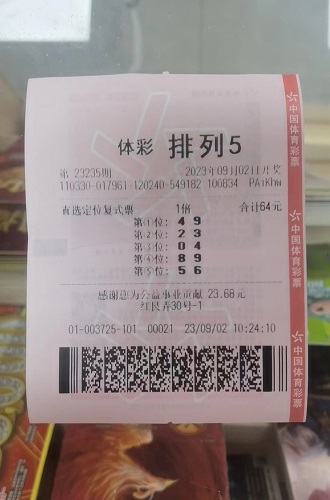 体彩 排列5
第 23235期 2023年09月02日开奖
110330-017961-120240-549182 100834 PAiKhw
直选定位复式票 1倍 合计64元
第①位: 4 9
第②位: 2 3
第③位: 0 4
第④位: 8 9
第⑤位: 5 6
感谢您为公益事业贡献 23.68元
红民弄30号-1
01-003725-101 00021 23/09/02 10:24:10
中国体育彩票
中国体育彩票
中国体育彩票